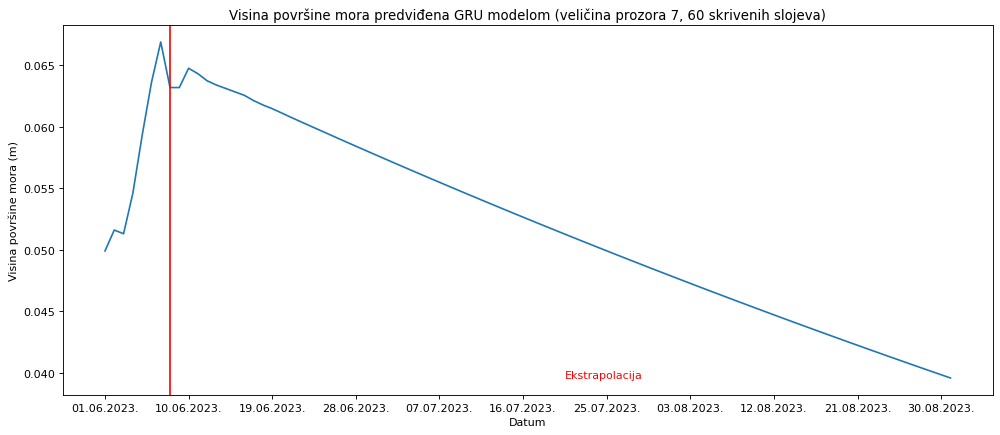 Visina površine mora predviđena GRU modelom (veličina prozora 7, 60 skrivenih slojeva)
Visina površine mora (m)
0.065
0.060
0.055
0.050
0.045
0.040
Ekstrapolacija
01.06.2023. 10.06.2023. 19.06.2023. 28.06.2023. 07.07.2023. 16.07.2023. 25.07.2023. 03.08.2023. 12.08.2023. 21.08.2023. 30.08.2023.
Datum